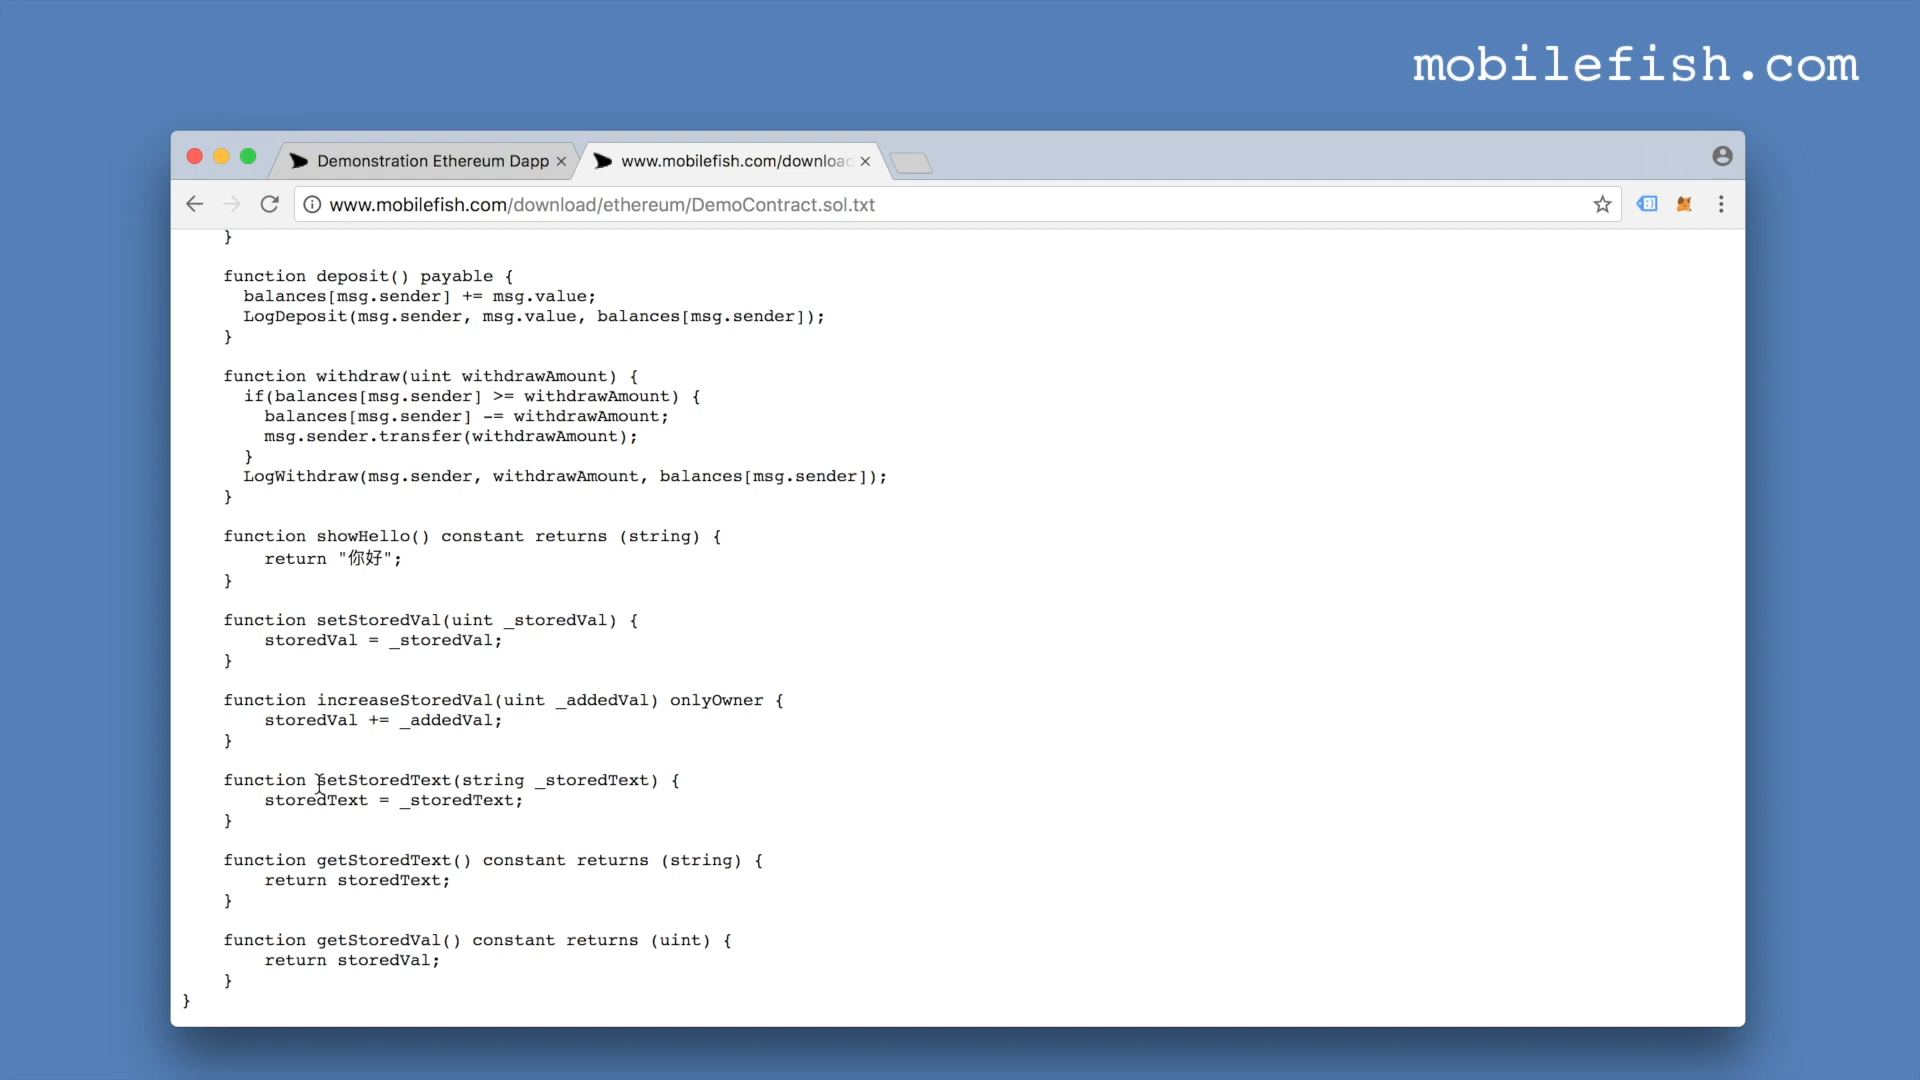 mobilefish.com
Demonstration Ethereum Dapp
www.mobilefish.com/download
www.mobilefish.com/download/ethereum/DemoContract.sol.txt
}
function deposit() payable {
balances[msg.sender] += msg.value;
LogDeposit(msg.sender, msg.value, balances[msg.sender]);
}
function withdraw(uint withdrawAmount) {
if(balances[msg.sender] >= withdrawAmount) {
balances[msg.sender] -= withdrawAmount;
msg.sender.transfer(withdrawAmount);
}
LogWithdraw(msg.sender, withdrawAmount, balances[msg.sender]);
}
function showHello() constant returns (string) {
return "你好";
}
function setStoredVal(uint _storedVal) {
storedVal = _storedVal;
}
function increaseStoredVal(uint _addedVal) onlyOwner {
storedVal += _addedVal;
}
function setStoredText(string _storedText) {
storedText = _storedText;
}
function getStoredText() constant returns (string) {
return storedText;
}
function getStoredVal() constant returns (uint) {
return storedVal;
}
}